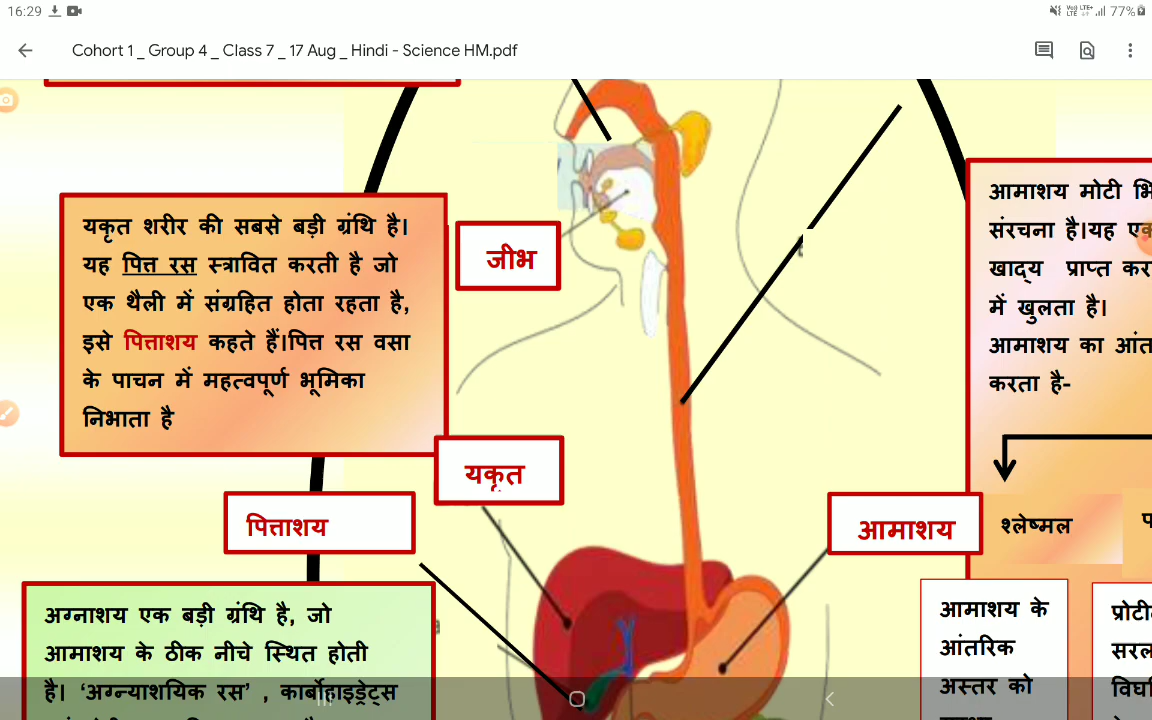 16:29
Vo)) LTE LTE+ 77%
Cohort 1 _ Group 4 _ Class 7 _ 17 Aug _ Hindi - Science HM.pdf
यकृत शरीर की सबसे बड़ी ग्रंथि है।
यह पित्त रस स्त्रावित करती है जो
एक थैली में संग्रहित होता रहता है,
इसे पित्ताशय कहते हैं।पित्त रस वसा
के पाचन में महत्वपूर्ण भूमिका
निभाता है
जीभ
यकृत
पित्ताशय
आमाशय
अग्नाशय एक बड़ी ग्रंथि है, जो
आमाशय के ठीक नीचे स्थित होती
है। ‘अग्न्याशयिक रस’ , कार्बोहाइड्रेट्स
आमाशय मोटी
संरचना है।यह
खाद्य प्राप्त
में खुलता है।
आमाशय का
करता है-
श्लेष्मल
आमाशय के
आंतरिक
अस्तर को